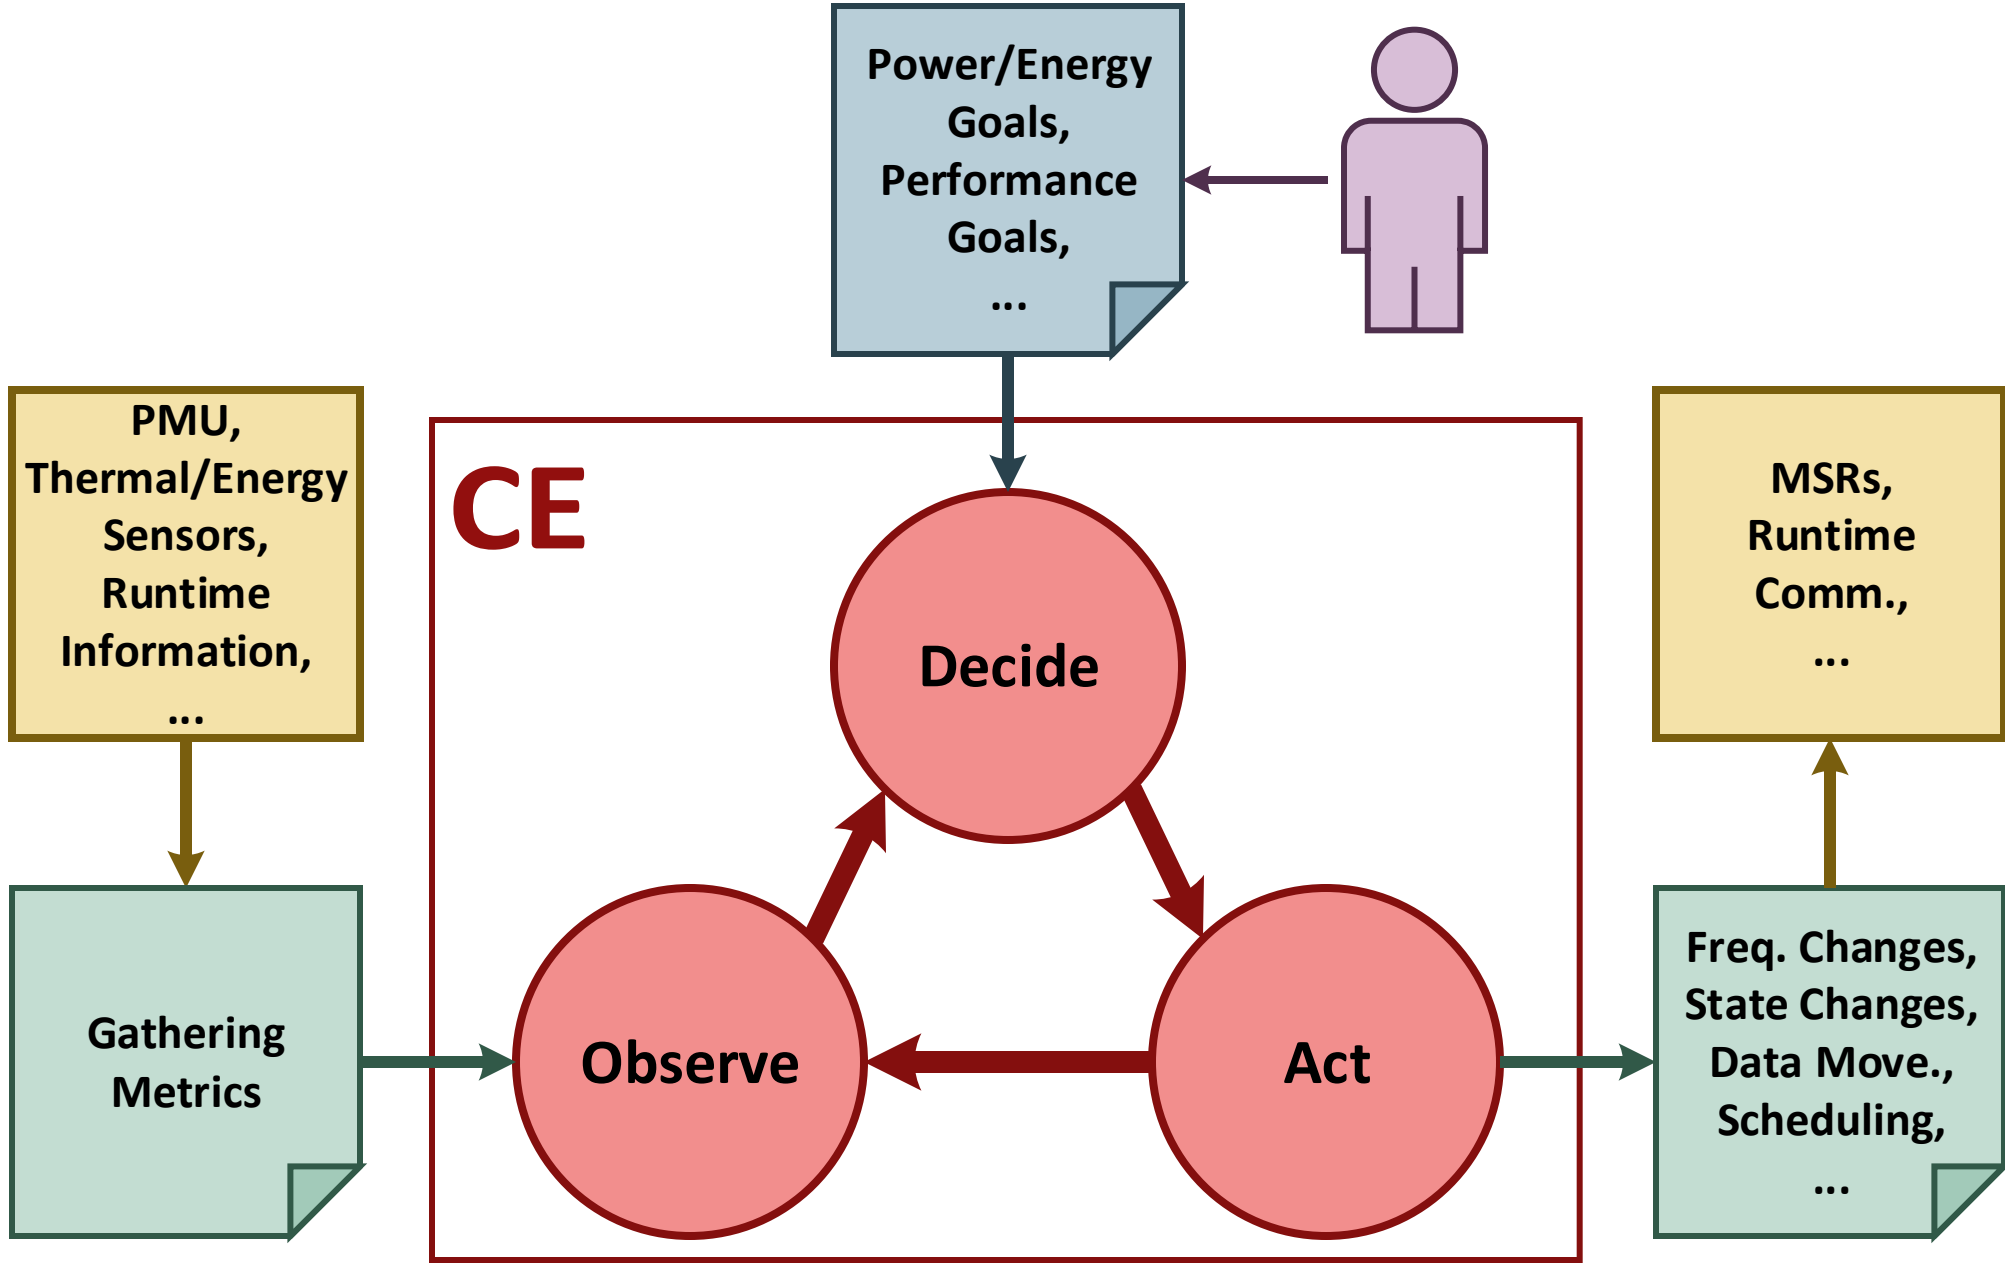 Power/Energy
Goals,
Performance
Goals,
...
PMU,
Thermal/Energy
Sensors,
Runtime
Information,
...
CE
MSRs,
Runtime
Comm.,
...
Decide
Gathering
Metrics
Observe
Act
Freq. Changes,
State Changes,
Data Move.,
Scheduling,
...